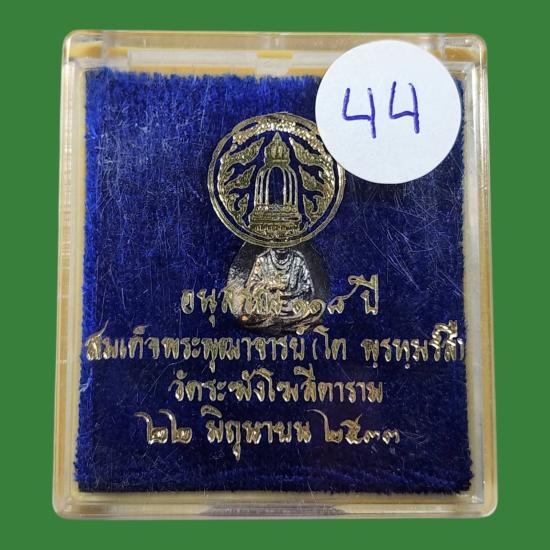 44
อนุสรณ์ ๑๑๘ ปี
สมเด็จพระพุฒาจารย์ (โต พฺรหฺมรํสี)
วัดระฆังโฆสิตาราม
๒๒ มิถุนายน ๒๕๓๓